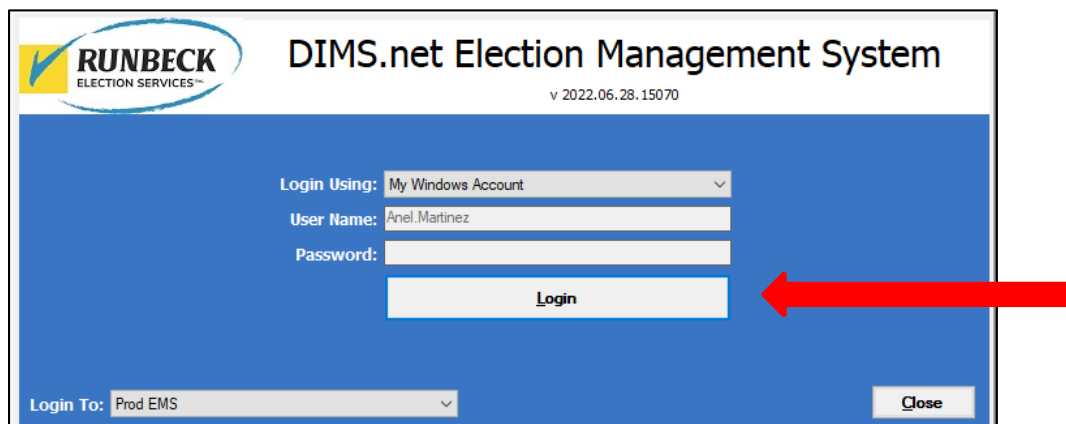 RUNBECK
ELECTION SERVICES℠
DIMS.net Election Management System
v 2022.06.28.15070
Login Using: My Windows Account
User Name: Anel.Martinez
Password:
Login
Login To: Prod EMS
Close